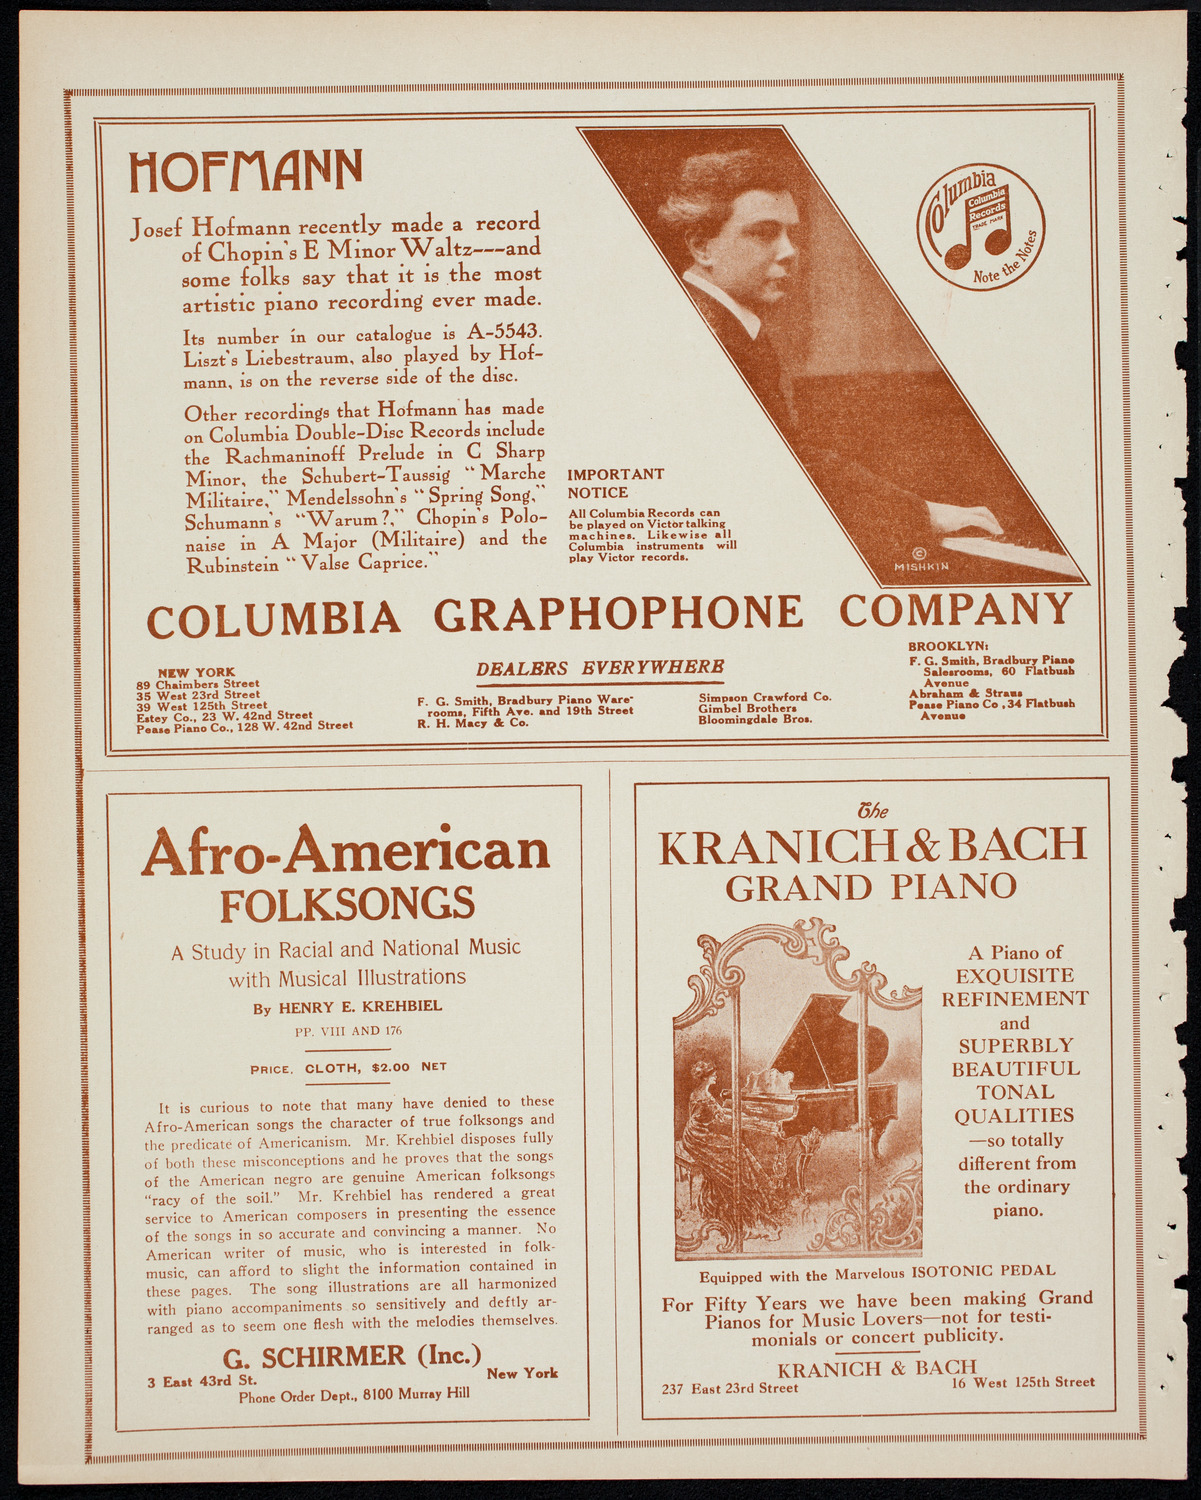 HOFMANN
Josef Hofmann recently made a record
of Chopin's E Minor Waltz---and
some folks say that it is the most
artistic piano recording ever made.
Its number in our catalogue is A-5543.
Liszt's Liebestraum, also played by Hof-
mann, is on the reverse side of the disc.
Other recordings that Hofmann has made
on Columbia Double-Disc Records include
the Rachmaninoff Prelude in C Sharp
Minor, the Schubert-Taussig "Marche
Militaire," Mendelssohn's "Spring Song,"
Schumann's "Warum?," Chopin's Polo-
naise in A Major (Militaire) and the
Rubinstein "Valse Caprice."
IMPORTANT
NOTICE
All Columbia Records can
be played on Victor talking
machines. Likewise all
Columbia instruments will
play Victor records.
©
MISHKIN
Columbia
Columbia
Records
TRADE MARK
Note the Notes
COLUMBIA GRAPHOPHONE COMPANY
NEW YORK
89 Chaimbers Street
35 West 23rd Street
39 West 125th Street
Estey Co., 23 W. 42nd Street
Pease Piano Co., 128 W. 42nd Street
DEALERS EVERYWHERE
F. G. Smith, Bradbury Piano Ware-
rooms, Fifth Ave. and 19th Street
R. H. Macy & Co.
Simpson Crawford Co.
Gimbel Brothers
Bloomingdale Bros.
BROOKLYN:
F. G. Smith, Bradbury Piano
Salesrooms, 60 Flatbush
Avenue
Abraham & Straus
Pease Piano Co ,34 Flatbush
Avenue
Afro-American
FOLKSONGS
A Study in Racial and National Music
with Musical Illustrations
By HENRY E. KREHBIEL
PP. VIII AND 176
PRICE, CLOTH, $2.00 NET
It is curious to note that many have denied to these
Afro-American songs the character of true folksongs and
the predicate of Americanism. Mr. Krehbiel disposes fully
of both these misconceptions and he proves that the songs
of the American negro are genuine American folksongs
"racy of the soil." Mr. Krehbiel has rendered a great
service to American composers in presenting the essence
of the songs in so accurate and convincing a manner. No
American writer of music, who is interested in folk-
music, can afford to slight the information contained in
these pages. The song illustrations are all harmonized
with piano accompaniments so sensitively and deftly ar-
ranged as to seem one flesh with the melodies themselves.
G. SCHIRMER (Inc.)
3 East 43rd St. New York
Phone Order Dept., 8100 Murray Hill
The
KRANICH & BACH
GRAND PIANO
A Piano of
EXQUISITE
REFINEMENT
and
SUPERBLY
BEAUTIFUL
TONAL
QUALITIES
—so totally
different from
the ordinary
piano.
Equipped with the Marvelous ISOTONIC PEDAL
For Fifty Years we have been making Grand
Pianos for Music Lovers—not for testi-
monials or concert publicity.
KRANICH & BACH
237 East 23rd Street 16 West 125th Street